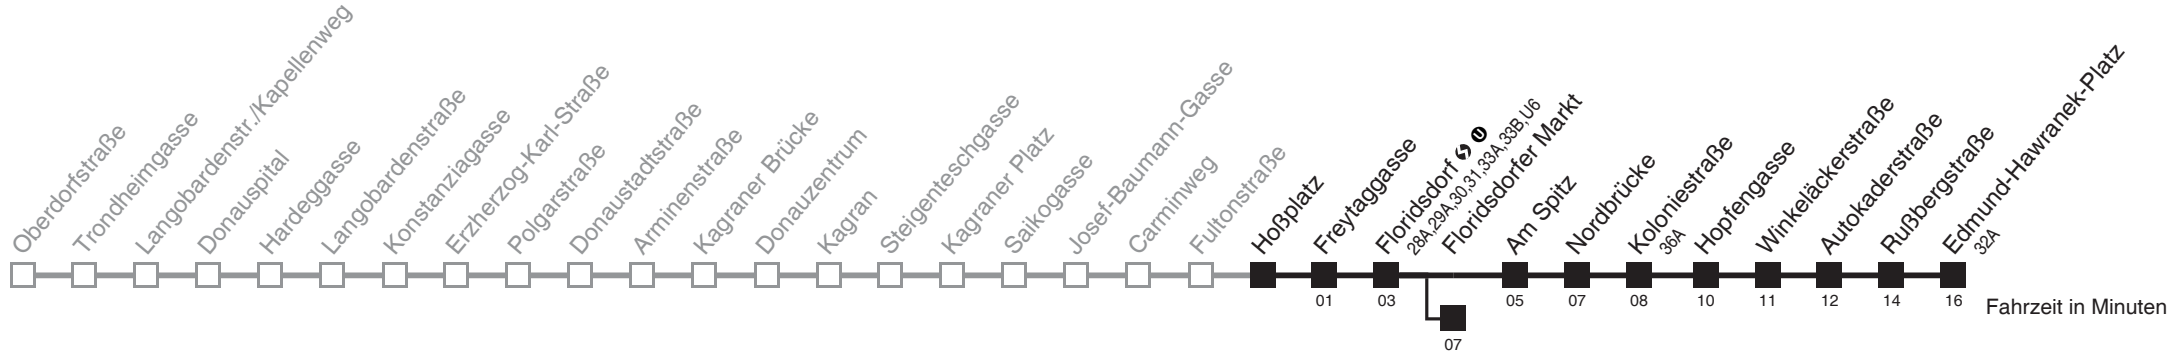 Oberdorfstraße
Trondheimgasse
Langobardenstr./Kapellenweg
Donauspital
Hardeggasse
Langobardenstraße
Konstanziagasse
Erzherzog-Karl-Straße
Polgarstraße
Donaustadtstraße
Arminenstraße
Kagraner Brücke
Donauzentrum
Kagran
Steigenteschgasse
Kagraner Platz
Saikogasse
Josef-Baumann-Gasse
Carminweg
Fultonstraße
Hoßplatz
Freytaggasse
Floridsdorf S U
28A,29A,30,31,33A,33B,U6
Floridsdorfer Markt
Am Spitz
Nordbrücke
Koloniestraße
36A
Hopfengasse
Winkeläckerstraße
Autokaderstraße
Rußbergstraße
Edmund-Hawranek-Platz
32A
01 03 05 07 08 10 11 12 14 16
Fahrzeit in Minuten
07